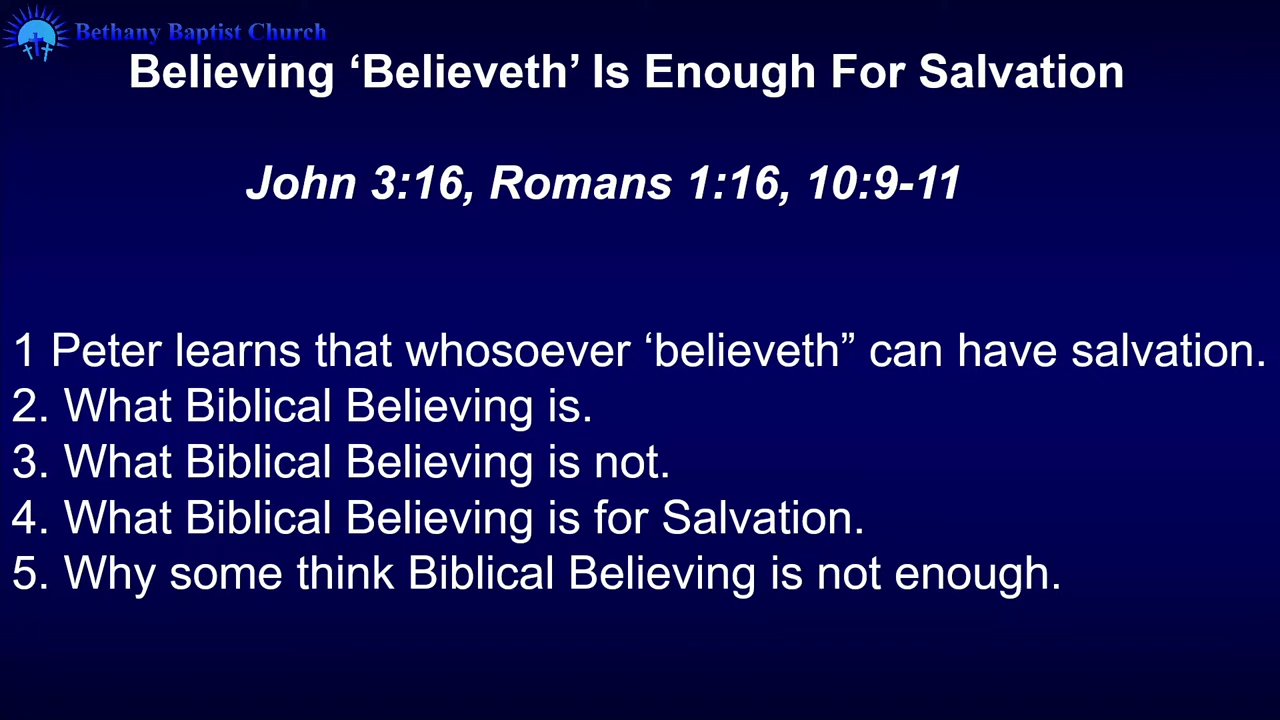 Bethany Baptist Church
Believing ‘Believeth’ Is Enough For Salvation
John 3:16, Romans 1:16, 10:9-11
1 Peter learns that whosoever ‘believeth” can have salvation.
2. What Biblical Believing is.
3. What Biblical Believing is not.
4. What Biblical Believing is for Salvation.
5. Why some think Biblical Believing is not enough.